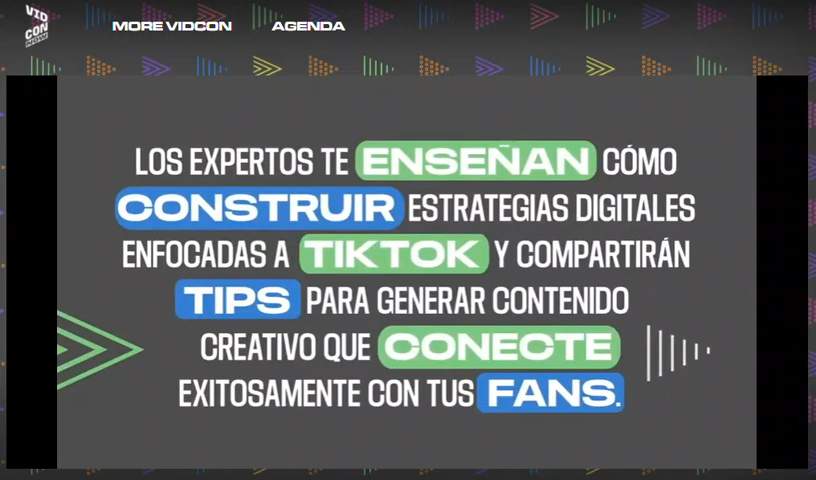 VID
CON
NOW
MORE VIDCON
AGENDA
LOS EXPERTOS TE ENSEÑAN CÓMO
CONSTRUIR ESTRATEGIAS DIGITALES
ENFOCADAS A TIKTOK Y COMPARTIRÁN
TIPS PARA GENERAR CONTENIDO
CREATIVO QUE CONECTE
EXITOSAMENTE CON TUS FANS.